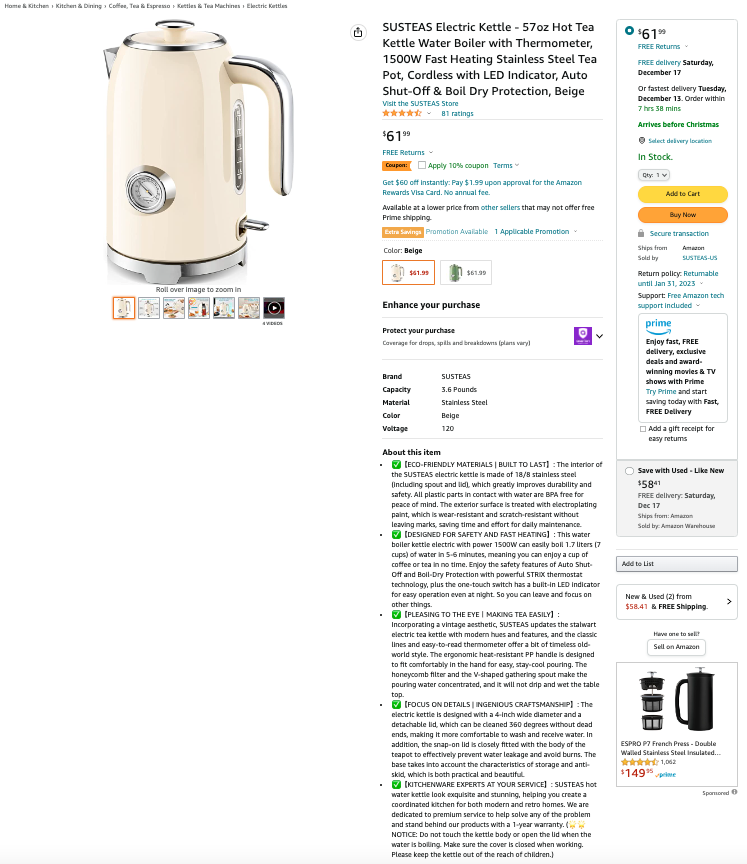 Home & Kitchen › Kitchen & Dining › Coffee, Tea & Espresso › Kettles & Tea Machines › Electric Kettles
Roll over image to zoom in
4 VIDEOS
SUSTEAS Electric Kettle - 57oz Hot Tea
Kettle Water Boiler with Thermometer,
1500W Fast Heating Stainless Steel Tea
Pot, Cordless with LED Indicator, Auto
Shut-Off & Boil Dry Protection, Beige
Visit the SUSTEAS Store
81 ratings
$61.99
FREE Returns
Coupon: Apply 10% coupon Terms
Get $60 off instantly: Pay $1.99 upon approval for the Amazon
Rewards Visa Card. No annual fee.
Available at a lower price from other sellers that may not offer free
Prime shipping.
Extra Savings Promotion Available 1 Applicable Promotion
Color: Beige
$61.99 $61.99
Enhance your purchase
Protect your purchase
Coverage for drops, spills and breakdowns (plans vary)
Brand SUSTEAS
Capacity 3.6 Pounds
Material Stainless Steel
Color Beige
Voltage 120
About this item
• ✅【ECO-FRIENDLY MATERIALS | BUILT TO LAST】: The interior of
the SUSTEAS electric kettle is made of 18/8 stainless steel
(including spout and lid), which greatly improves durability and
safety. All plastic parts in contact with water are BPA free for
peace of mind. The exterior surface is treated with electroplating
paint, which is wear-resistant and scratch-resistant without
leaving marks, saving time and effort for daily maintenance.
• ✅【DESIGNED FOR SAFETY AND FAST HEATING】: This water
boiler kettle electric with power 1500W can easily boil 1.7 liters (7
cups) of water in 5-6 minutes, meaning you can enjoy a cup of
coffee or tea in no time. Enjoy the safety features of Auto Shut-
Off and Boil-Dry Protection with powerful STRIX thermostat
technology, plus the one-touch switch has a built-in LED indicator
for easy operation even at night. So you can leave and focus on
other things.
• ✅【PLEASING TO THE EYE | MAKING TEA EASILY】:
Incorporating a vintage aesthetic, SUSTEAS updates the stalwart
electric tea kettle with modern hues and features, and the classic
lines and easy-to-read thermometer offer a bit of timeless old-
world style. The ergonomic heat-resistant PP handle is designed
to fit comfortably in the hand for easy, stay-cool pouring. The
honeycomb filter and the V-shaped gathering spout make the
pouring water concentrated, and it will not drip and wet the table
top.
• ✅【FOCUS ON DETAILS | INGENIOUS CRAFTSMANSHIP】: The
electric kettle is designed with a 4-inch wide diameter and a
detachable lid, which can be cleaned 360 degrees without dead
ends, making it more comfortable to wash and receive water. In
addition, the snap-on lid is closely fitted with the body of the
teapot to effectively prevent water leakage and avoid burns. The
base takes into account the characteristics of storage and anti-
skid, which is both practical and beautiful.
• ✅【KITCHENWARE EXPERTS AT YOUR SERVICE】: SUSTEAS hot
water kettle look exquisite and stunning, helping you create a
coordinated kitchen for both modern and retro homes. We are
dedicated to premium service to help solve any of the problem
and stand behind our products with a 1-year warranty. (
NOTICE: Do not touch the kettle body or open the lid when the
water is boiling. Make sure the cover is closed when working.
Please keep the kettle out of the reach of children.)
$61.99
FREE Returns
FREE delivery Saturday,
December 17
Or fastest delivery Tuesday,
December 13. Order within
7 hrs 38 mins
Arrives before Christmas
Select delivery location
In Stock.
Qty: 1
Add to Cart
Buy Now
Secure transaction
Ships from Amazon
Sold by SUSTEAS-US
Return policy: Returnable
until Jan 31, 2023
Support: Free Amazon tech
support included
prime
Enjoy fast, FREE
delivery, exclusive
deals and award-
winning movies & TV
shows with Prime
Try Prime and start
saving today with Fast,
FREE Delivery
Add a gift receipt for
easy returns
Save with Used - Like New
$58.41
FREE delivery: Saturday,
Dec 17
Ships from: Amazon
Sold by: Amazon Warehouse
Add to List
New & Used (2) from
$58.41 & FREE Shipping.
Have one to sell?
Sell on Amazon
ESPRO P7 French Press - Double
Walled Stainless Steel Insulated...
1,062
$149.95 prime
Sponsored